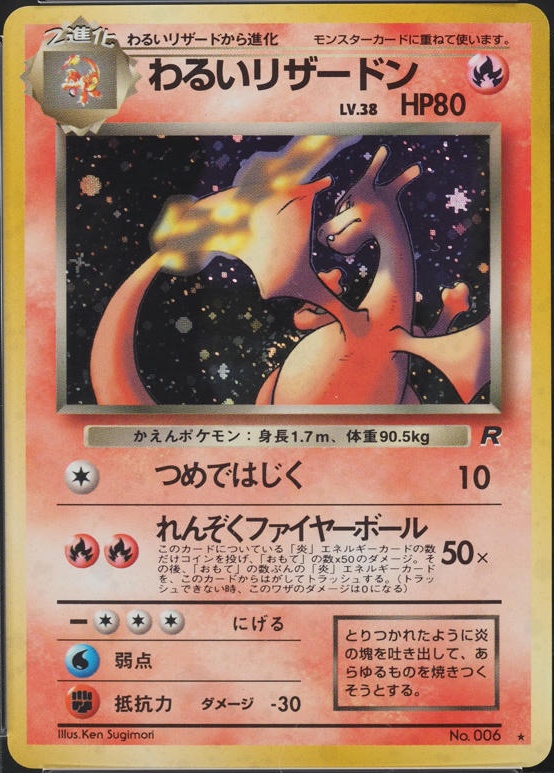 2進化 わるいリザードから進化 モンスターカードに重ねて使います。
わるいリザードン
LV.38 HP80
かえんポケモン：身長1.7m、体重90.5kg
R
つめではじく 10
れんぞくファイヤーボール
50×
このカードについている「炎」エネルギーカードの数
だけコインを投げ、「おもて」の数x50のダメージ。そ
の後、「おもて」の数ぶんの「炎」エネルギーカード
を、このカードからはがしてトラッシュする。（トラッ
シュできない時、このワザのダメージは0になる）
にげる
弱点
抵抗力 ダメージ -30
とりつかれたように炎
の塊を吐き出して、あ
らゆるものを焼きつく
そうとする。
Illus.Ken Sugimori
No. 006 ★